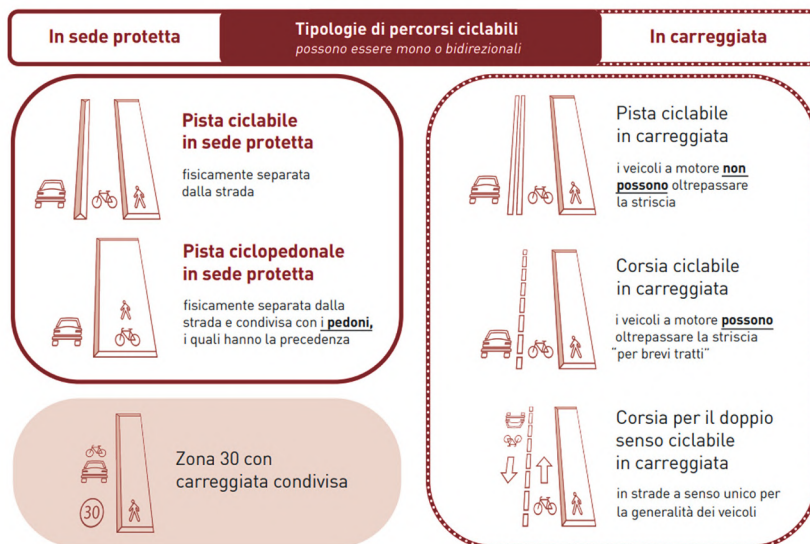 In sede protetta
Tipologie di percorsi ciclabili
possono essere mono o bidirezionali
In carreggiata
Pista ciclabile
in sede protetta
fisicamente separata
dalla strada
Pista ciclopedonale
in sede protetta
fisicamente separata dalla
strada e condivisa con i pedoni,
i quali hanno la precedenza
Zona 30 con
carreggiata condivisa
30
Pista ciclabile
in carreggiata
i veicoli a motore non
possono oltrepassare
la striscia
Corsia ciclabile
in carreggiata
i veicoli a motore possono
oltrepassare la striscia
"per brevi tratti"
Corsia per il doppio
senso ciclabile
in carreggiata
in strade a senso unico per
la generalità dei veicoli